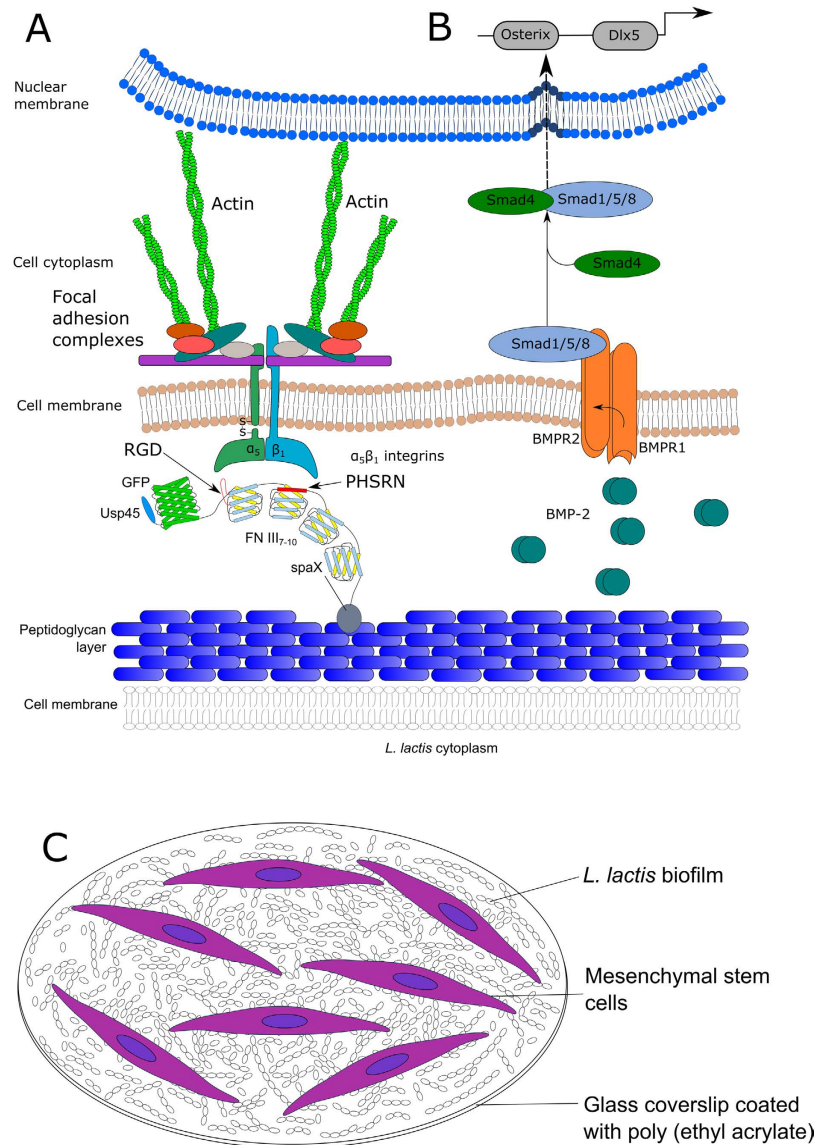 A
B
Osterix
Dlx5
Nuclear
membrane
Smad4
Smad1/5/8
Actin
Actin
Cell cytoplasm
Smad4
Focal
adhesion
complexes
Smad1/5/8
Cell membrane
s
s
BMPR2
BMPR1
α5
β1
α5β1 integrins
RGD
PHSRN
GFP
Usp45
BMP-2
FN III7-10
spaX
Peptidoglycan
layer
Cell membrane
L. lactis cytoplasm
C
L. lactis biofilm
Mesenchymal stem
cells
Glass coverslip coated
with poly (ethyl acrylate)